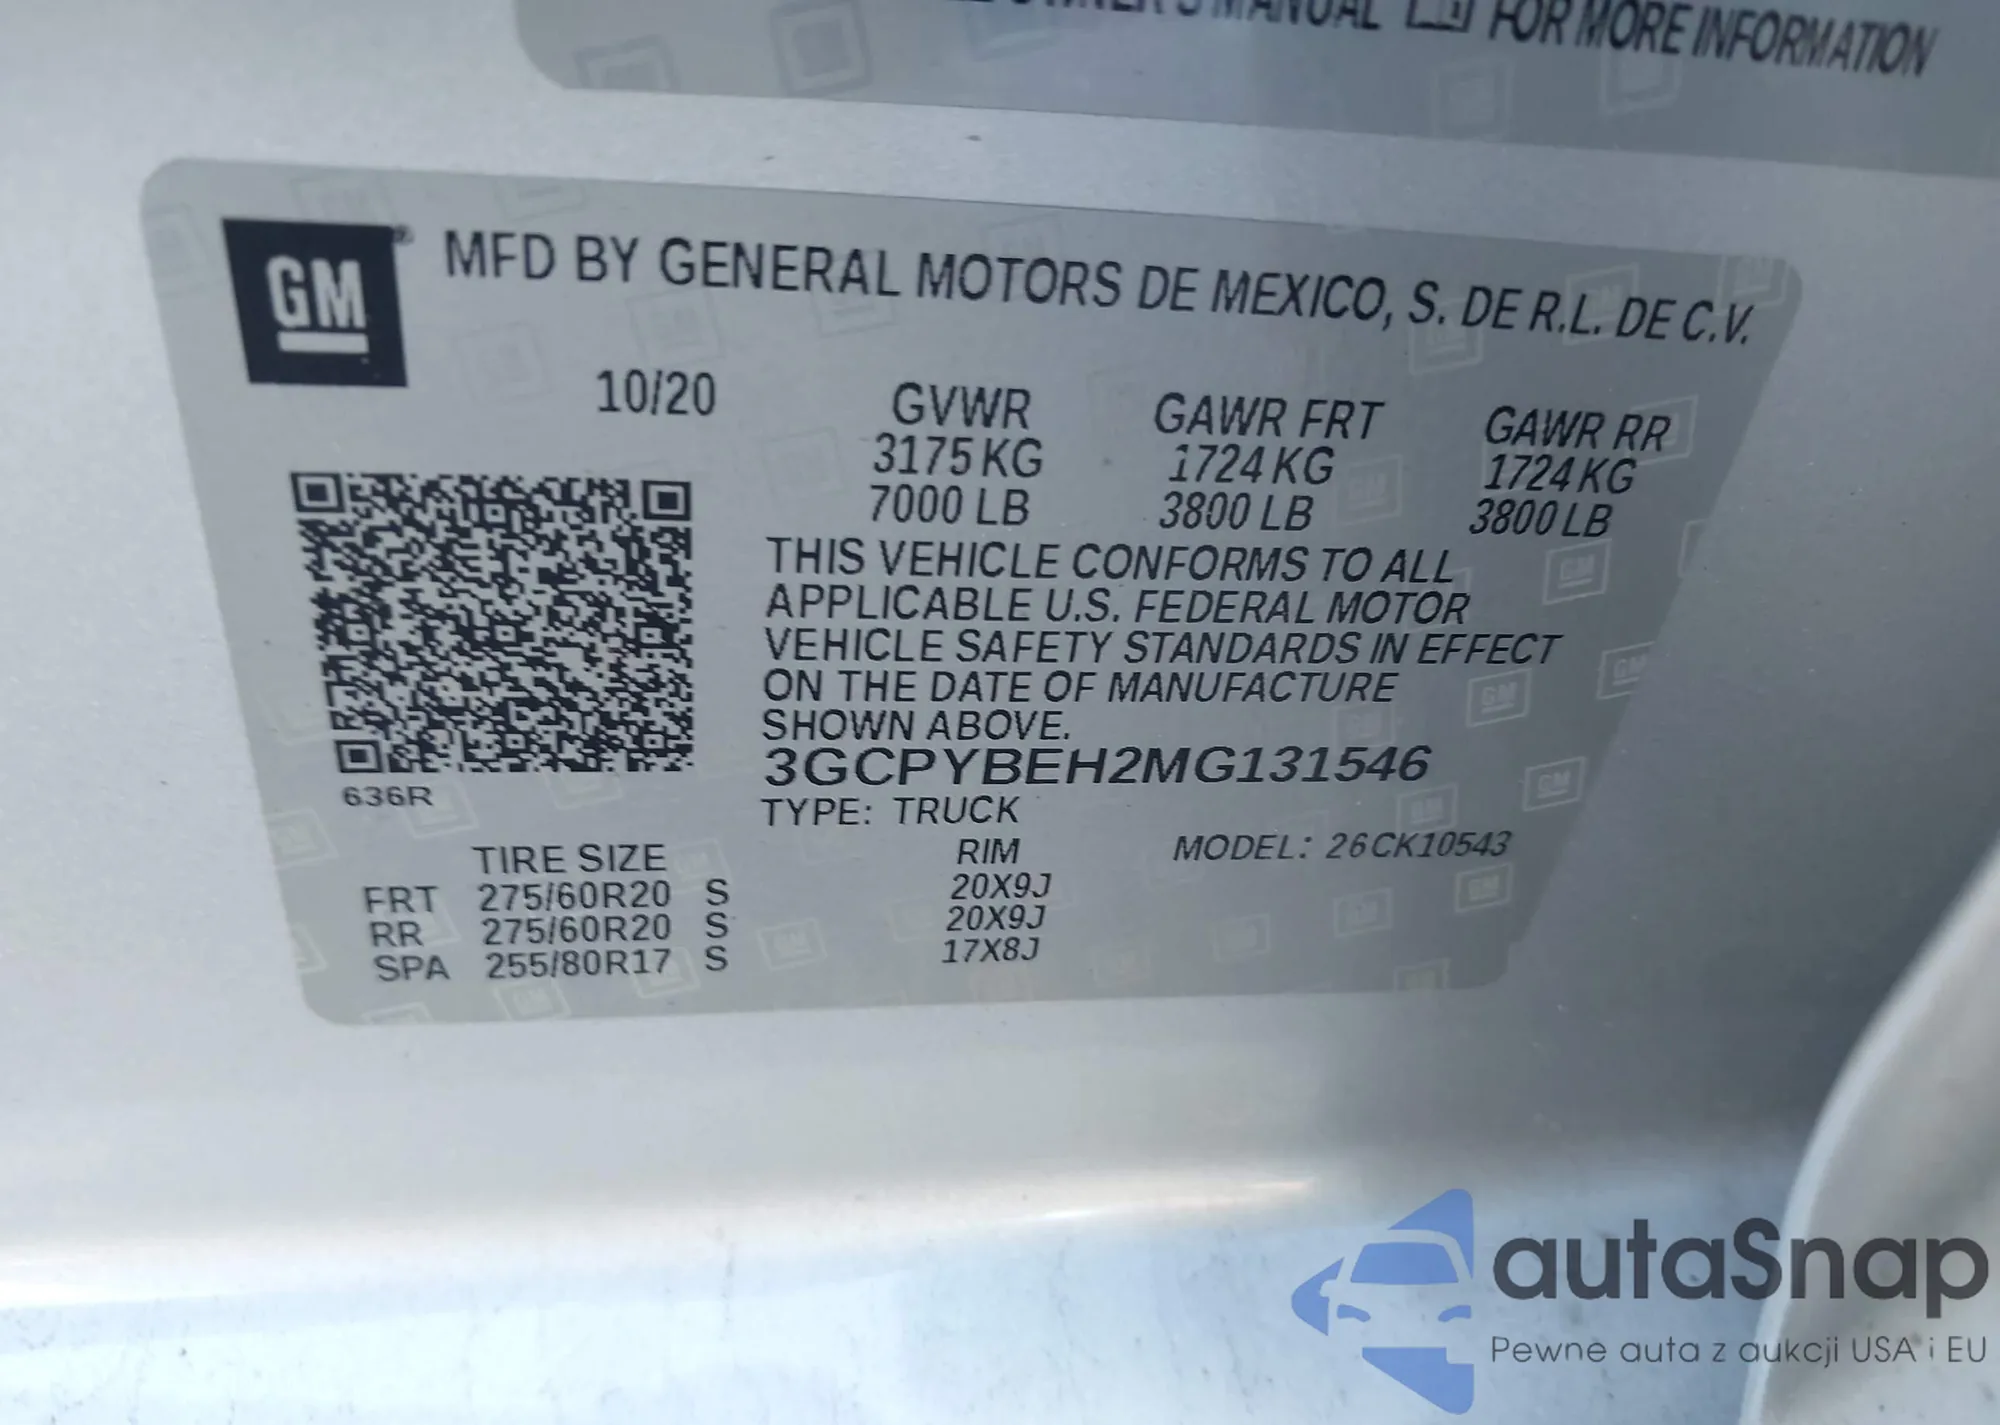 OWNER'S MANUAL FOR MORE INFORMATION
GM
MFD BY GENERAL MOTORS DE MEXICO, S. DE R.L. DE C.V.
10/20 GVWR GAWR FRT GAWR RR
3175 KG 1724 KG 1724 KG
7000 LB 3800 LB 3800 LB
THIS VEHICLE CONFORMS TO ALL
APPLICABLE U.S. FEDERAL MOTOR
VEHICLE SAFETY STANDARDS IN EFFECT
ON THE DATE OF MANUFACTURE
SHOWN ABOVE.
3GCPYBEH2MG131546
636R
TYPE: TRUCK
TIRE SIZE RIM MODEL: 26CK10543
FRT 275/60R20 S 20X9J
RR 275/60R20 S 20X9J
SPA 255/80R17 S 17X8J
autaSnap
Pewne auta z aukcji USA i EU